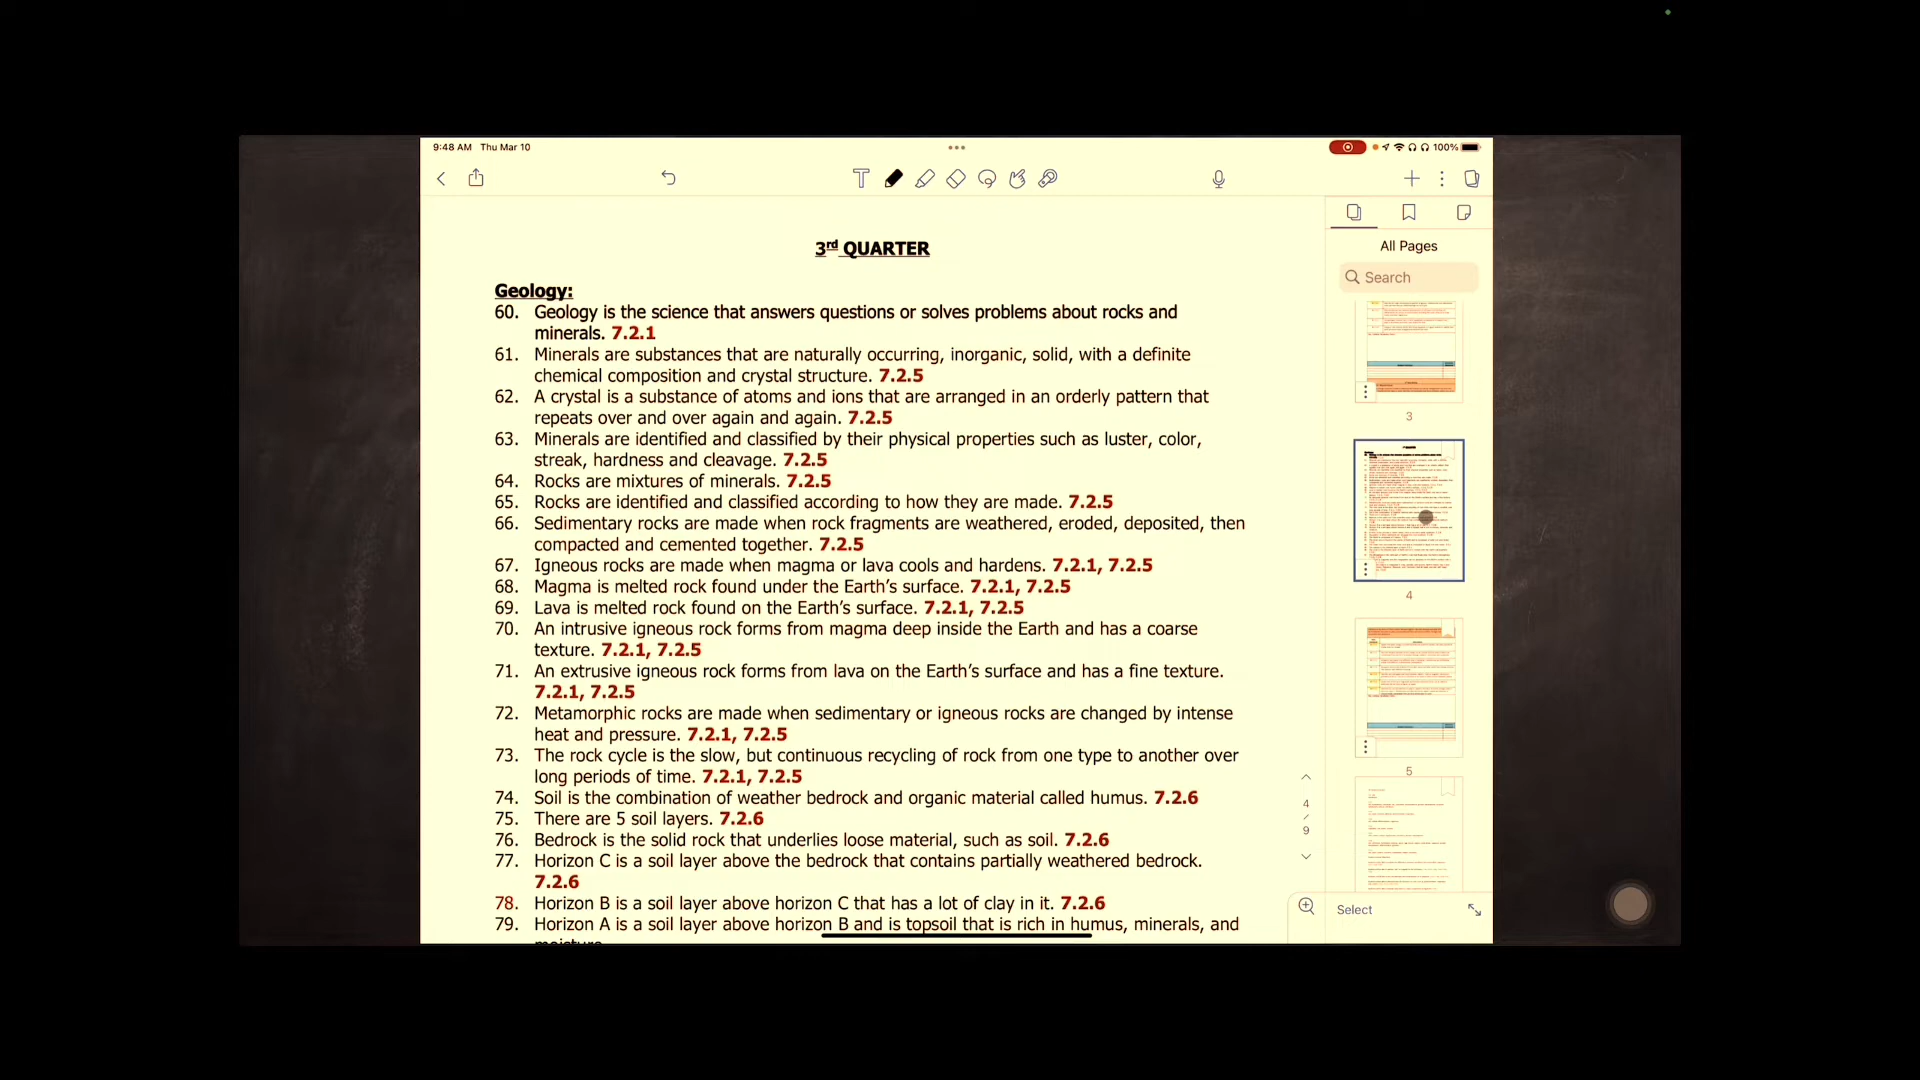 9:48 AM Thu Mar 10
100%
3rd QUARTER
All Pages
Search
Geology:
60. Geology is the science that answers questions or solves problems about rocks and
minerals. 7.2.1
61. Minerals are substances that are naturally occurring, inorganic, solid, with a definite
chemical composition and crystal structure. 7.2.5
62. A crystal is a substance of atoms and ions that are arranged in an orderly pattern that
repeats over and over again and again. 7.2.5
63. Minerals are identified and classified by their physical properties such as luster, color,
streak, hardness and cleavage. 7.2.5
64. Rocks are mixtures of minerals. 7.2.5
65. Rocks are identified and classified according to how they are made. 7.2.5
66. Sedimentary rocks are made when rock fragments are weathered, eroded, deposited, then
compacted and cemented together. 7.2.5
67. Igneous rocks are made when magma or lava cools and hardens. 7.2.1, 7.2.5
68. Magma is melted rock found under the Earth’s surface. 7.2.1, 7.2.5
69. Lava is melted rock found on the Earth’s surface. 7.2.1, 7.2.5
70. An intrusive igneous rock forms from magma deep inside the Earth and has a coarse
texture. 7.2.1, 7.2.5
71. An extrusive igneous rock forms from lava on the Earth’s surface and has a fine texture.
7.2.1, 7.2.5
72. Metamorphic rocks are made when sedimentary or igneous rocks are changed by intense
heat and pressure. 7.2.1, 7.2.5
73. The rock cycle is the slow, but continuous recycling of rock from one type to another over
long periods of time. 7.2.1, 7.2.5
74. Soil is the combination of weather bedrock and organic material called humus. 7.2.6
75. There are 5 soil layers. 7.2.6
76. Bedrock is the solid rock that underlies loose material, such as soil. 7.2.6
77. Horizon C is a soil layer above the bedrock that contains partially weathered bedrock.
7.2.6
78. Horizon B is a soil layer above horizon C that has a lot of clay in it. 7.2.6
79. Horizon A is a soil layer above horizon B and is topsoil that is rich in humus, minerals, and
moisture
4
/
9
3
4
5
Select